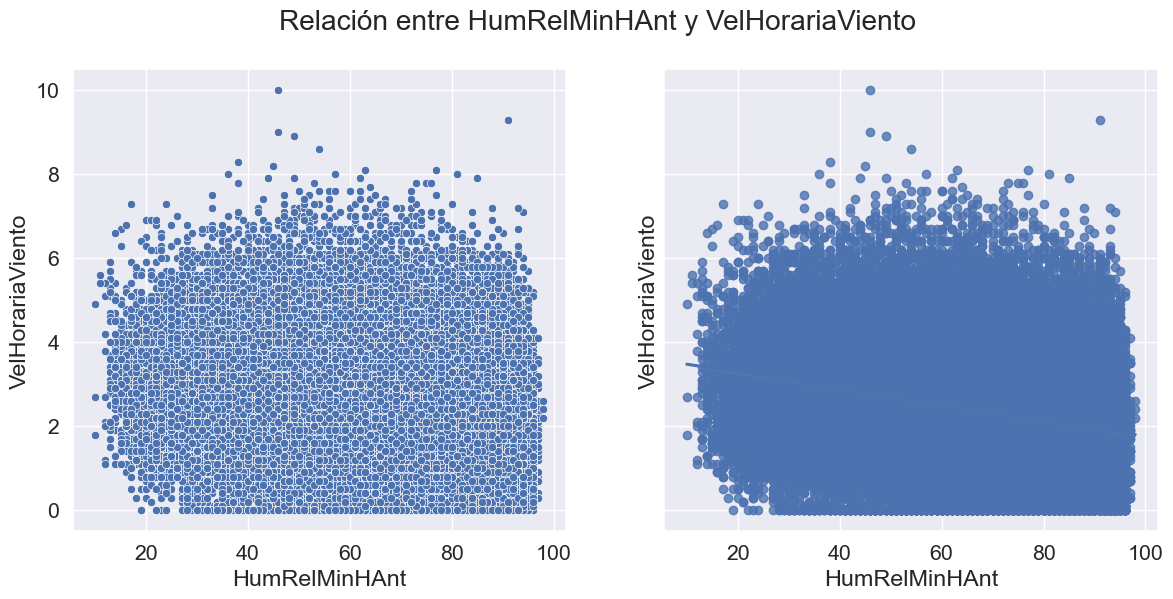 Relación entre HumRelMinHAnt y VelHorariaViento
VelHorariaViento
10
8
6
4
2
0
20 40 60 80 100
HumRelMinHAnt
VelHorariaViento
20 40 60 80 100
HumRelMinHAnt